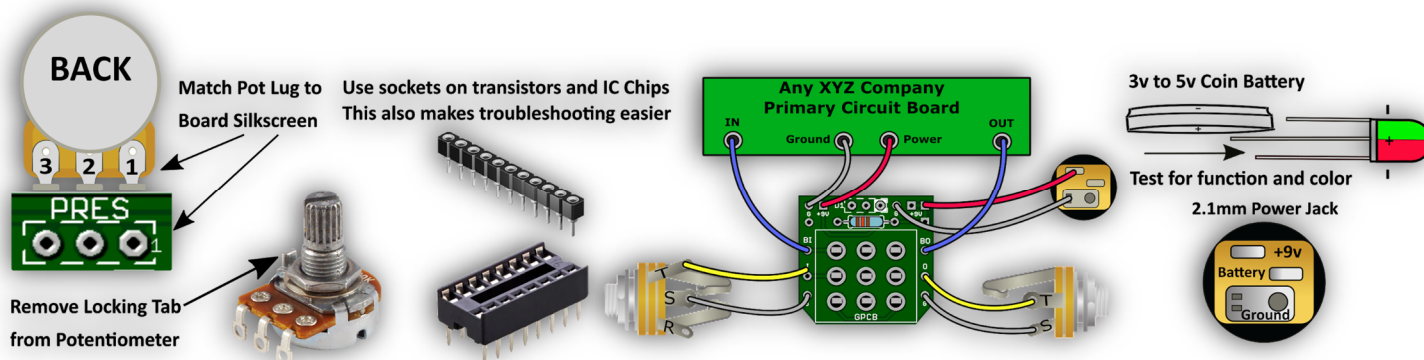 BACK
3 2 1
Match Pot Lug to
Board Silkscreen
PRES
1
Remove Locking Tab
from Potentiometer
Use sockets on transistors and IC Chips
This also makes troubleshooting easier
Any XYZ Company
Primary Circuit Board
IN
Ground
Power
OUT
G +9V
G +9V
BI
BO
GPCB
T
S
R
T
S
3v to 5v Coin Battery
-
+
+
Test for function and color
2.1mm Power Jack
+9v
Battery
Ground